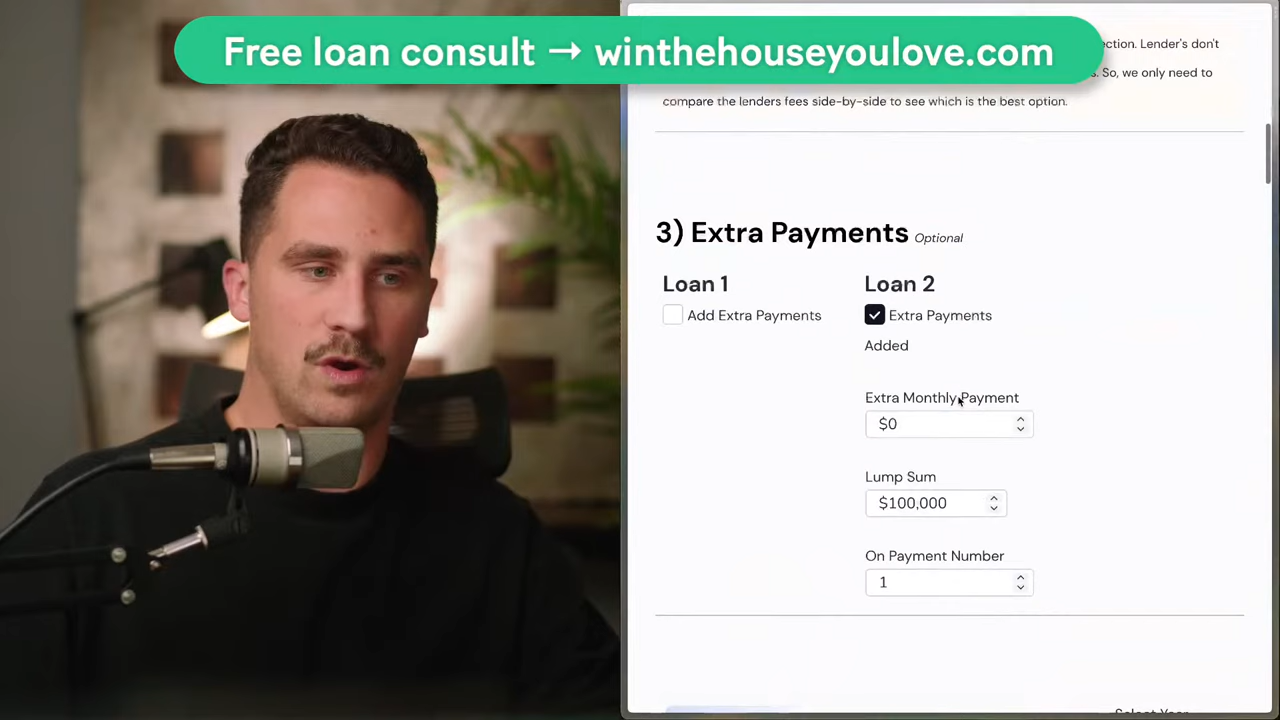 Free loan consult → winthehouseyoulove.com
ection. Lender's don't
So, we only need to
compare the lenders fees side-by-side to see which is the best option.
3) Extra Payments Optional
Loan 1
Loan 2
Add Extra Payments
Extra Payments
Added
Extra Monthly Payment
$0
Lump Sum
$100,000
On Payment Number
1
Select Year